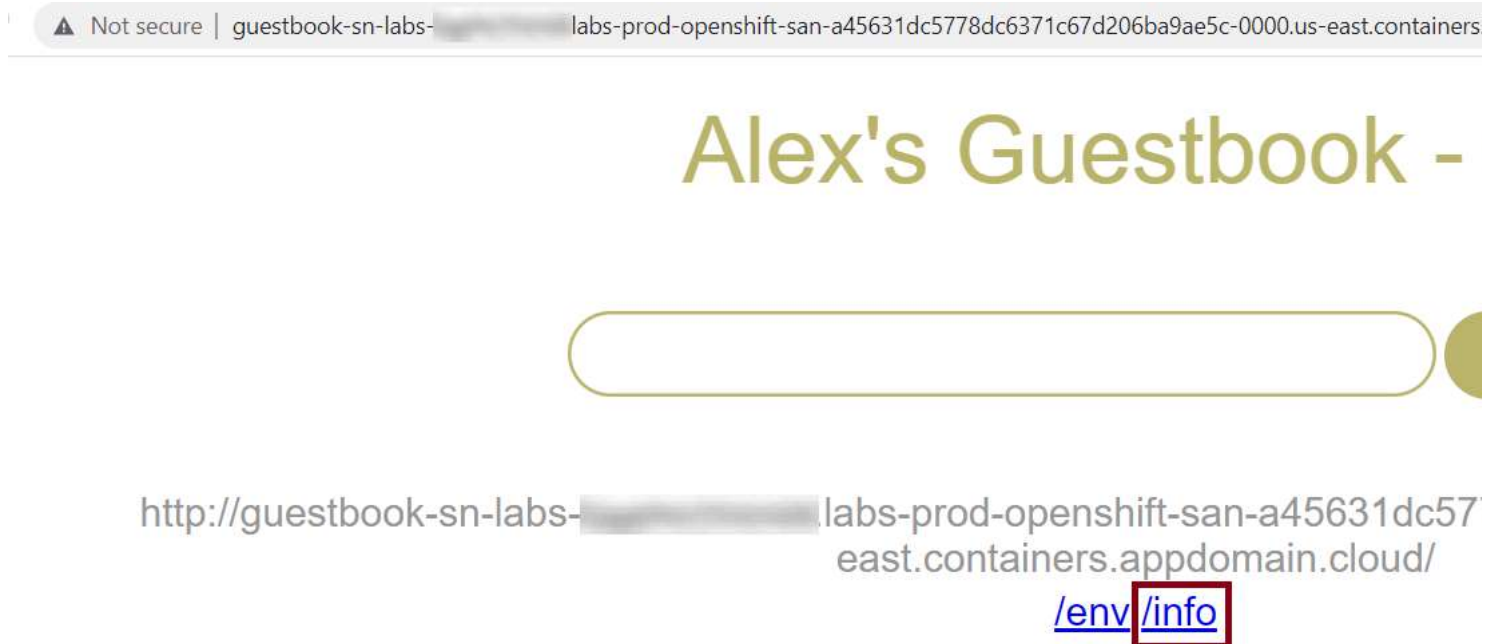 Not secure | guestbook-sn-labs- labs-prod-openshift-san-a45631dc5778dc6371c67d206ba9ae5c-0000.us-east.containers.
Alex's Guestbook -
http://guestbook-sn-labs- .labs-prod-openshift-san-a45631dc57
east.containers.appdomain.cloud/
/env /info